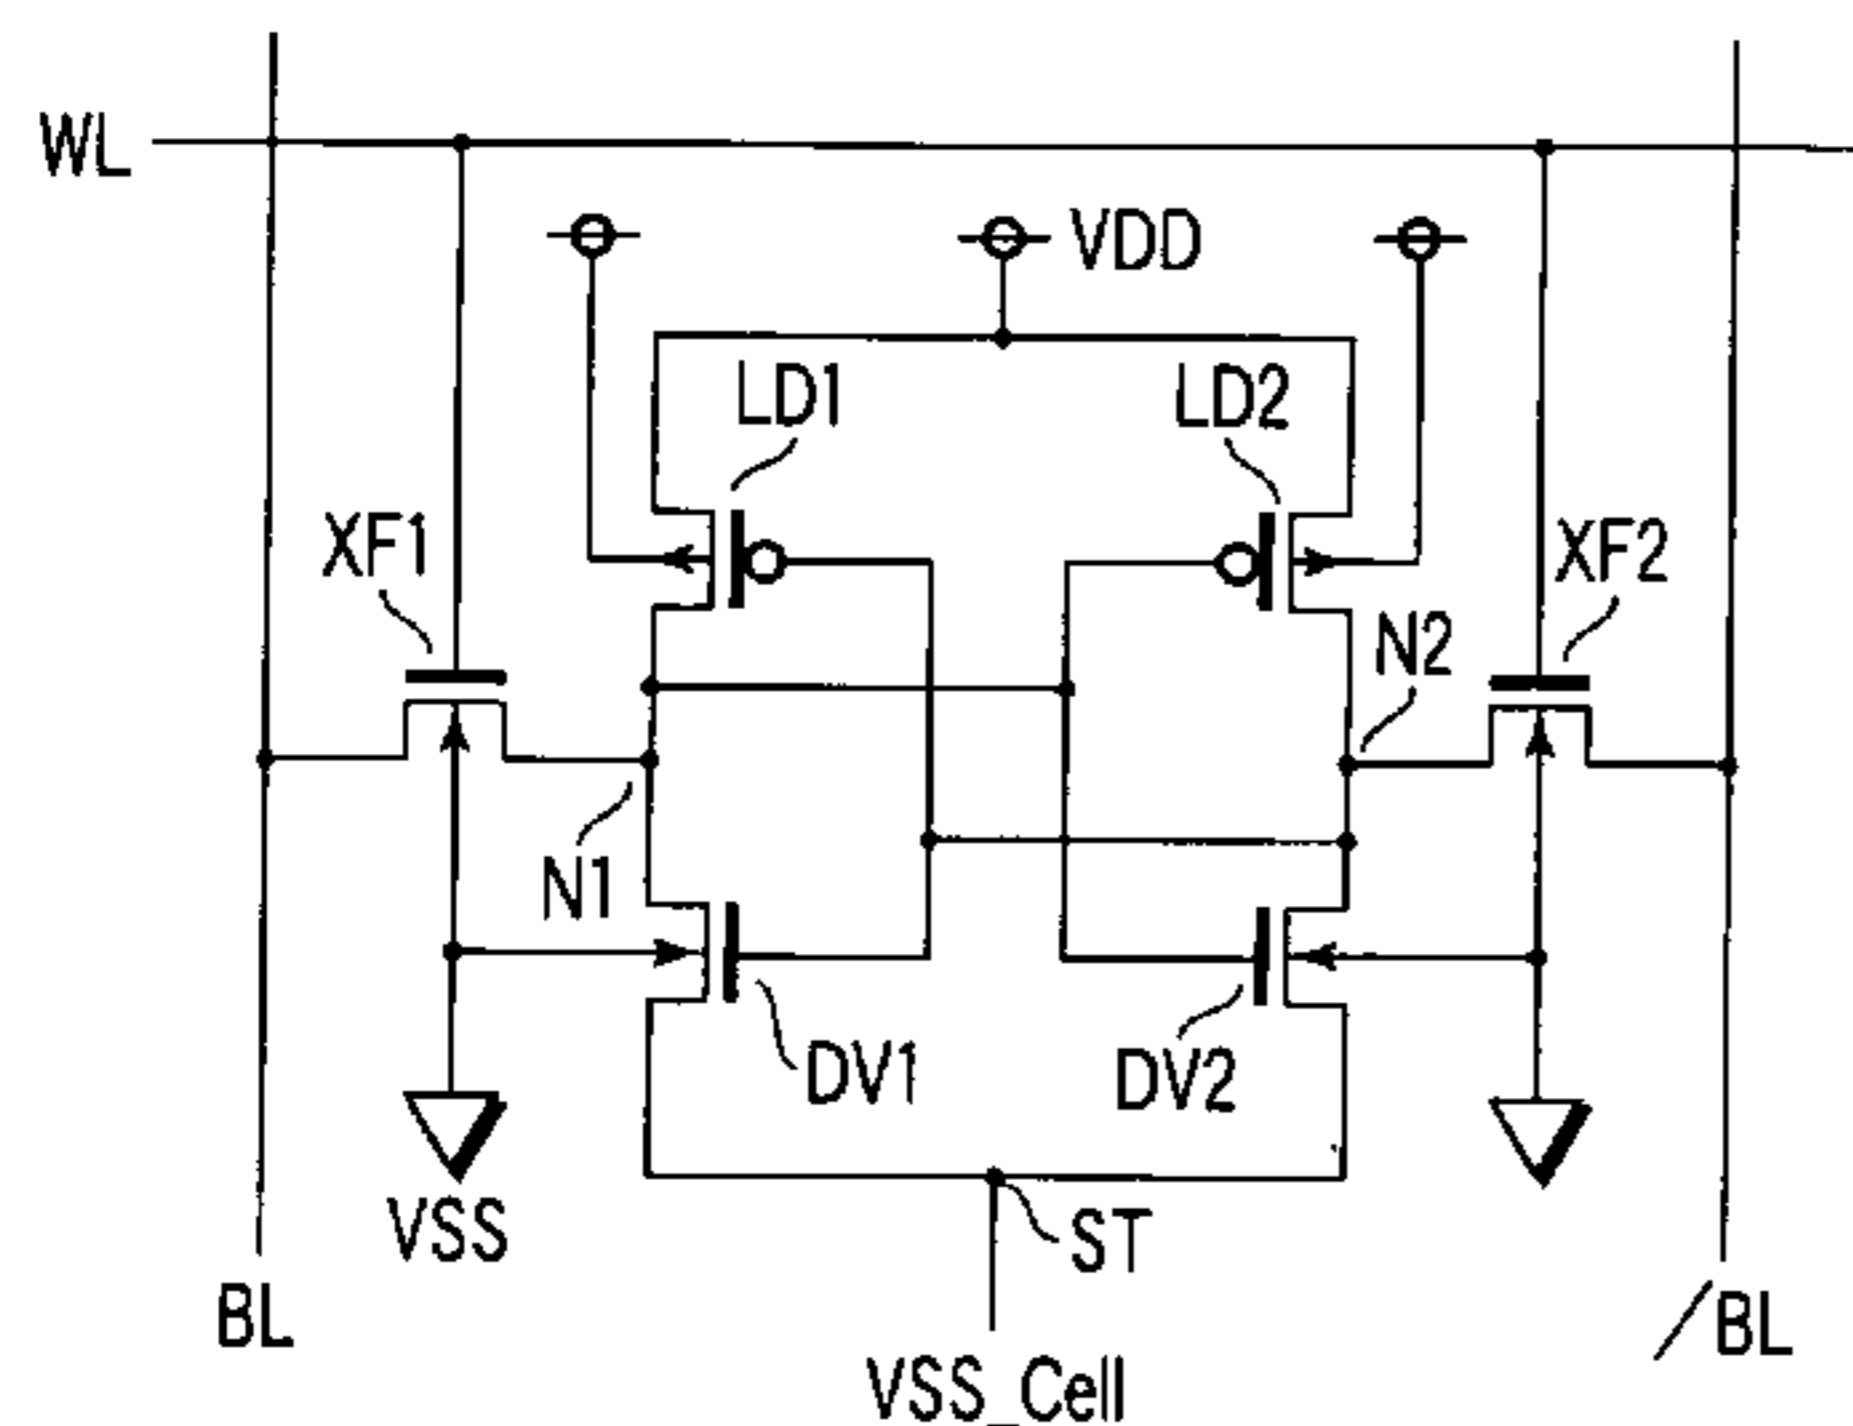 WL
VDD
LD1
LD2
XF1
XF2
N2
N1
DV1
DV2
VSS
ST
BL
/BL
VSS_Cell